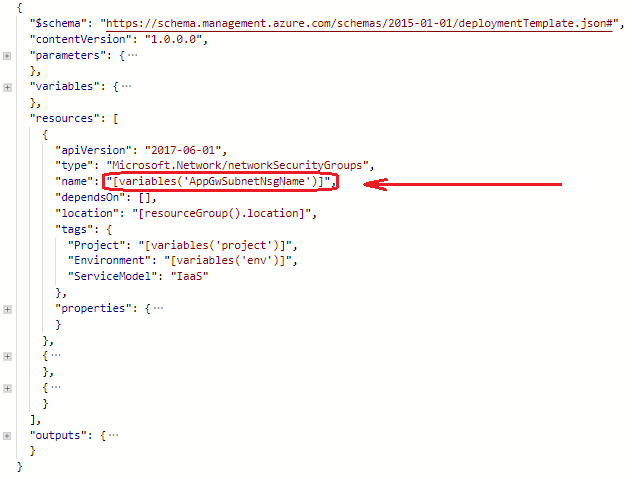 {
"$schema": "https://schema.management.azure.com/schemas/2015-01-01/deploymentTemplate.json#",
"contentVersion": "1.0.0.0",
"parameters": {...
},
"variables": {...
},
"resources": [
{
"apiVersion": "2017-06-01",
"type": "Microsoft.Network/networkSecurityGroups",
"name": "[variables('AppGwSubnetNsgName')]",
"dependsOn": [],
"location": "[resourceGroup().location]",
"tags": {
"Project": "[variables('project')]",
"Environment": "[variables('env')]",
"ServiceModel": "IaaS"
},
"properties": {...
}
},
{...
},
{...
}
],
"outputs": {...
}
}